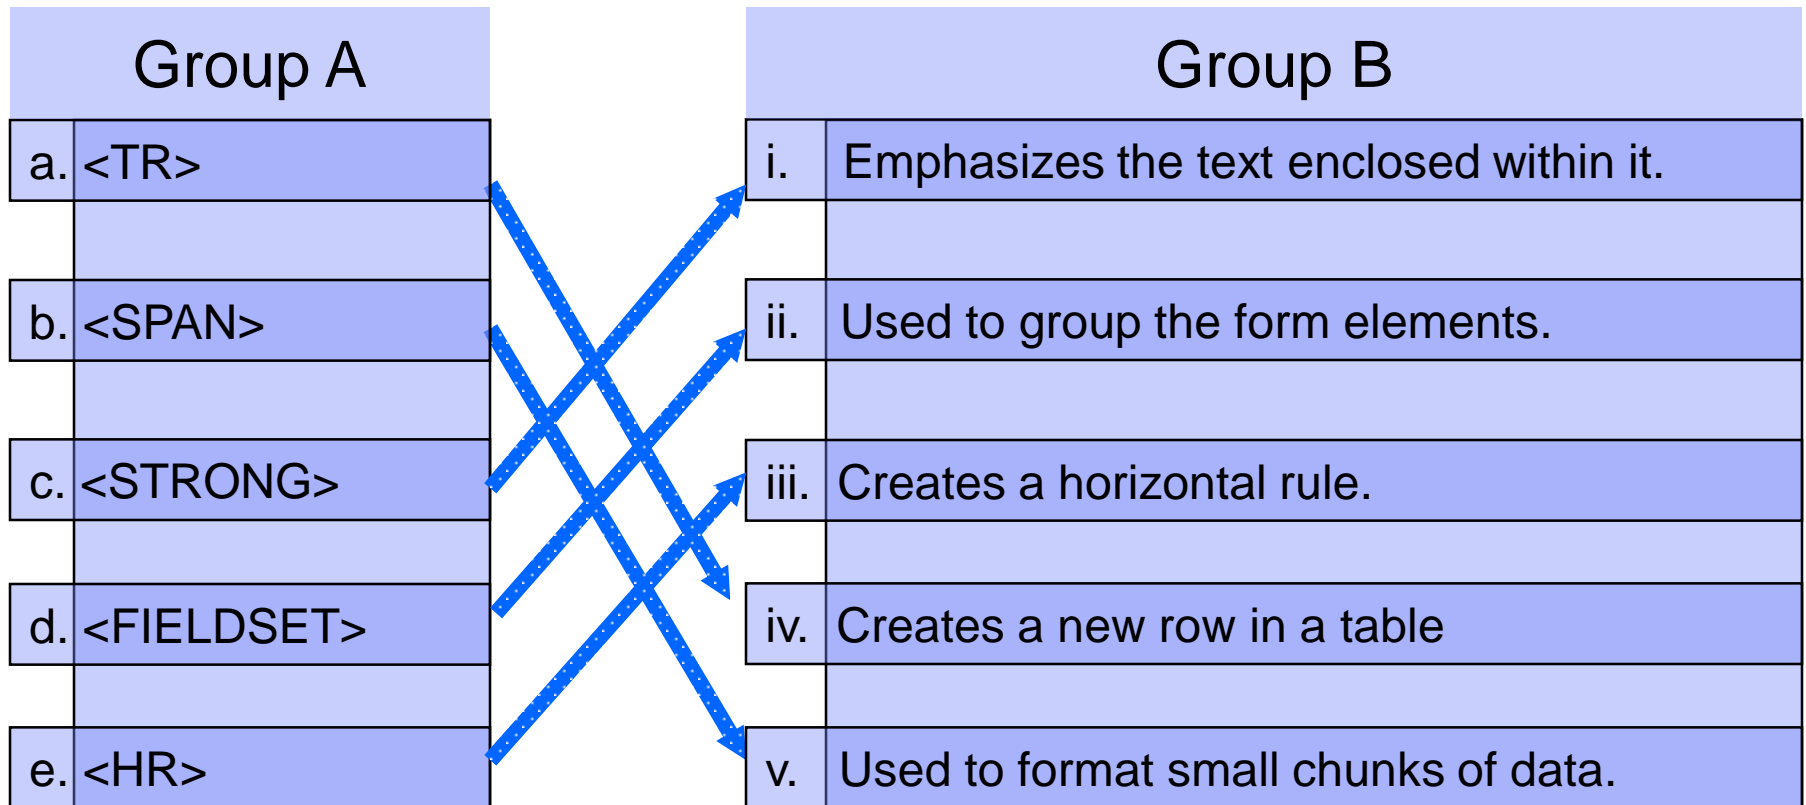 Group A Group B
a. <TR> i. Emphasizes the text enclosed within it.
b. <SPAN> ii. Used to group the form elements.
c. <STRONG> iii. Creates a horizontal rule.
d. <FIELDSET> iv. Creates a new row in a table
e. <HR> v. Used to format small chunks of data.